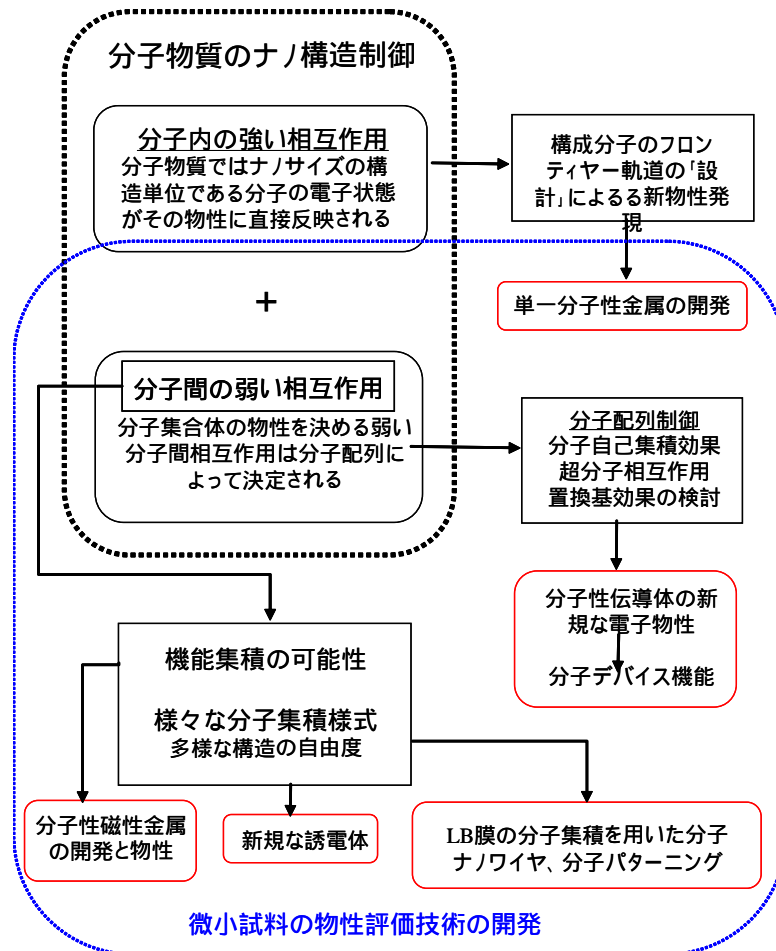 分子物質のナノ構造制御
分子内の強い相互作用
分子物質ではナノサイズの構
造単位である分子の電子状態
がその物性に直接反映される
構成分子のフロン
ティヤー軌道の「設
計」によるる新物性発
現
+
単一分子性金属の開発
分子間の弱い相互作用
分子集合体の物性を決める弱い
分子間相互作用は分子配列に
よって決定される
分子配列制御
分子自己集積効果
超分子相互作用
置換基効果の検討
分子性伝導体の新
規な電子物性
分子デバイス機能
機能集積の可能性
様々な分子集積様式
多様な構造の自由度
分子性磁性金属
の開発と物性
新規な誘電体
LB膜の分子集積を用いた分子
ナノワイヤ、分子パターニング
微小試料の物性評価技術の開発